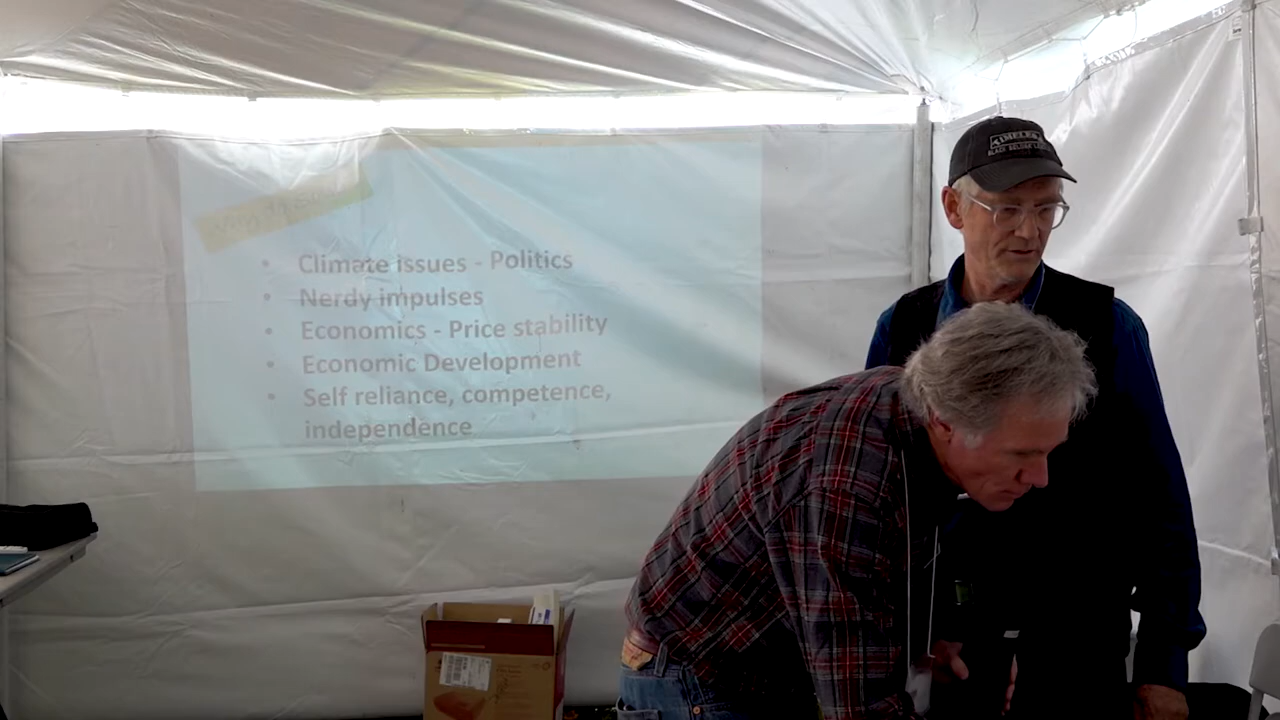 Climate issues - Politics
Nerdy impulses
Economics - Price stability
Economic Development
Self reliance, competence,
independence